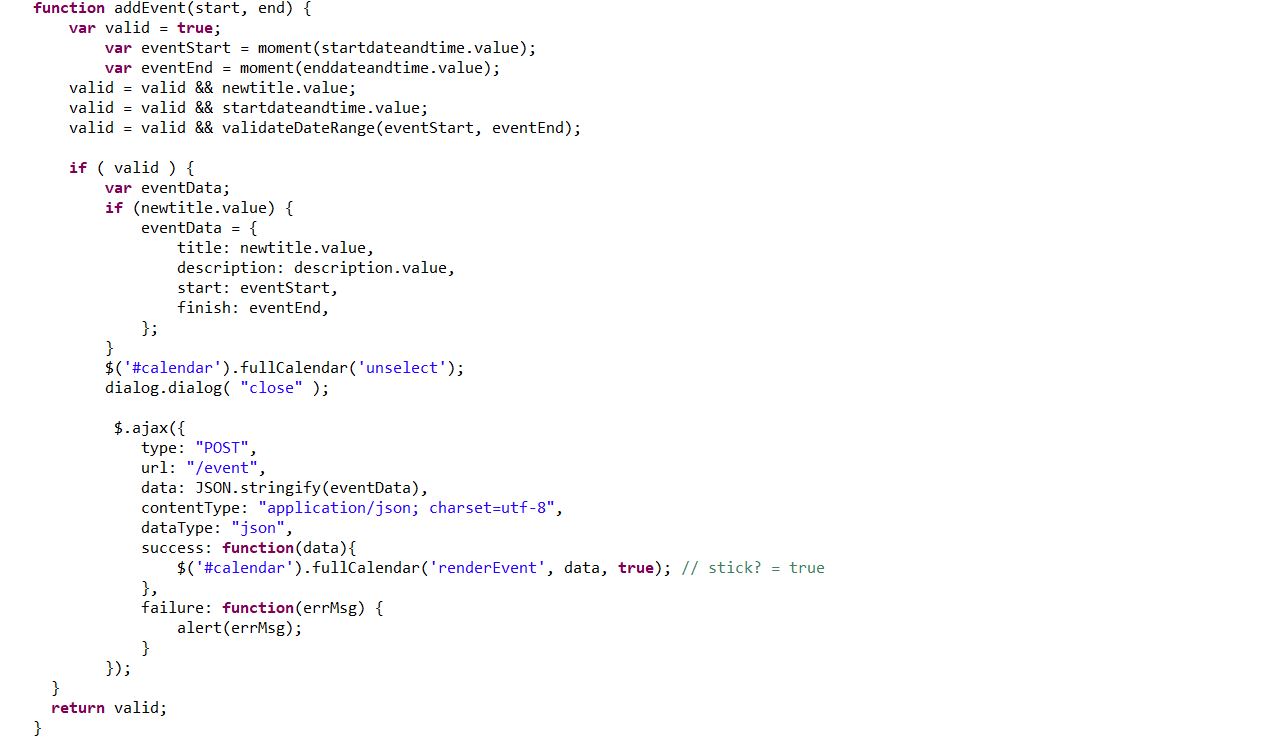 function addEvent(start, end) {
    var valid = true;
        var eventStart = moment(startdateandtime.value);
        var eventEnd = moment(enddateandtime.value);
    valid = valid && newtitle.value;
    valid = valid && startdateandtime.value;
    valid = valid && validateDateRange(eventStart, eventEnd);

    if ( valid ) {
        var eventData;
        if (newtitle.value) {
            eventData = {
                title: newtitle.value,
                description: description.value,
                start: eventStart,
                finish: eventEnd,
            };
        }
        $('#calendar').fullCalendar('unselect');
        dialog.dialog( "close" );

         $.ajax({
            type: "POST",
            url: "/event",
            data: JSON.stringify(eventData),
            contentType: "application/json; charset=utf-8",
            dataType: "json",
            success: function(data){
                $('#calendar').fullCalendar('renderEvent', data, true); // stick? = true
            },
            failure: function(errMsg) {
                alert(errMsg);
            }
        });
  }
  return valid;
}